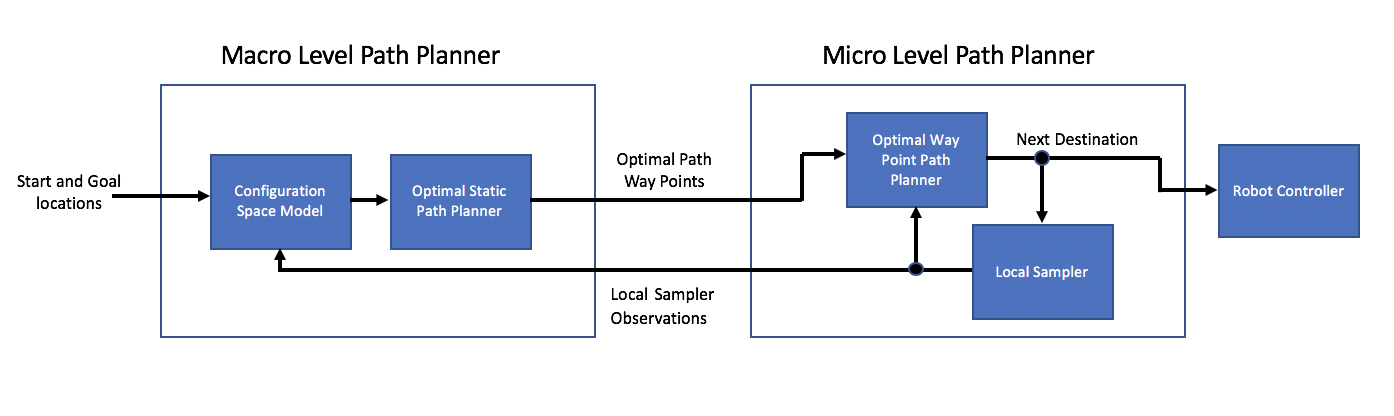 Macro Level Path Planner
Micro Level Path Planner
Start and Goal
locations
Configuration
Space Model
Optimal Static
Path Planner
Optimal Path
Way Points
Optimal Way
Point Path
Planner
Next Destination
Robot Controller
Local Sampler
Local Sampler
Observations